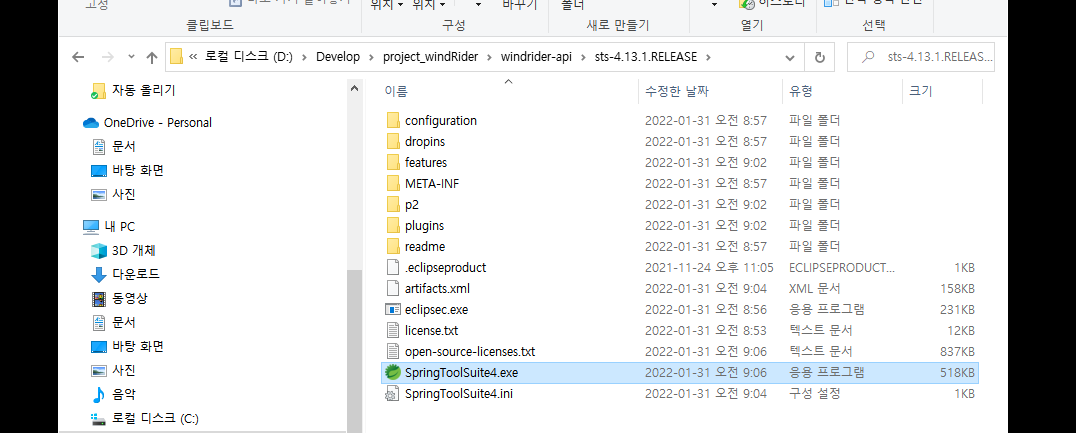 고정
클립보드
위치 위치 바꾸기
구성
폴더
새로 만들기
히스토리
열기
선택
« 로컬 디스크 (D:) > Develop > project_windRider > windrider-api > sts-4.13.1.RELEASE >
sts-4.13.1.RELEAS...
자동 올리기
OneDrive - Personal
문서
바탕 화면
사진
내 PC
3D 개체
다운로드
동영상
문서
바탕 화면
사진
음악
로컬 디스크 (C:)
이름 수정한 날짜 유형 크기
configuration 2022-01-31 오전 8:57 파일 폴더
dropins 2022-01-31 오전 8:57 파일 폴더
features 2022-01-31 오전 9:02 파일 폴더
META-INF 2022-01-31 오전 8:57 파일 폴더
p2 2022-01-31 오전 9:02 파일 폴더
plugins 2022-01-31 오전 9:02 파일 폴더
readme 2022-01-31 오전 8:57 파일 폴더
.eclipseproduct 2021-11-24 오후 11:05 ECLIPSEPRODUCT... 1KB
artifacts.xml 2022-01-31 오전 9:04 XML 문서 158KB
eclipsec.exe 2022-01-31 오전 8:56 응용 프로그램 231KB
license.txt 2022-01-31 오전 8:53 텍스트 문서 12KB
open-source-licenses.txt 2022-01-31 오전 9:06 텍스트 문서 837KB
SpringToolSuite4.exe 2022-01-31 오전 9:06 응용 프로그램 518KB
SpringToolSuite4.ini 2022-01-31 오전 9:04 구성 설정 1KB